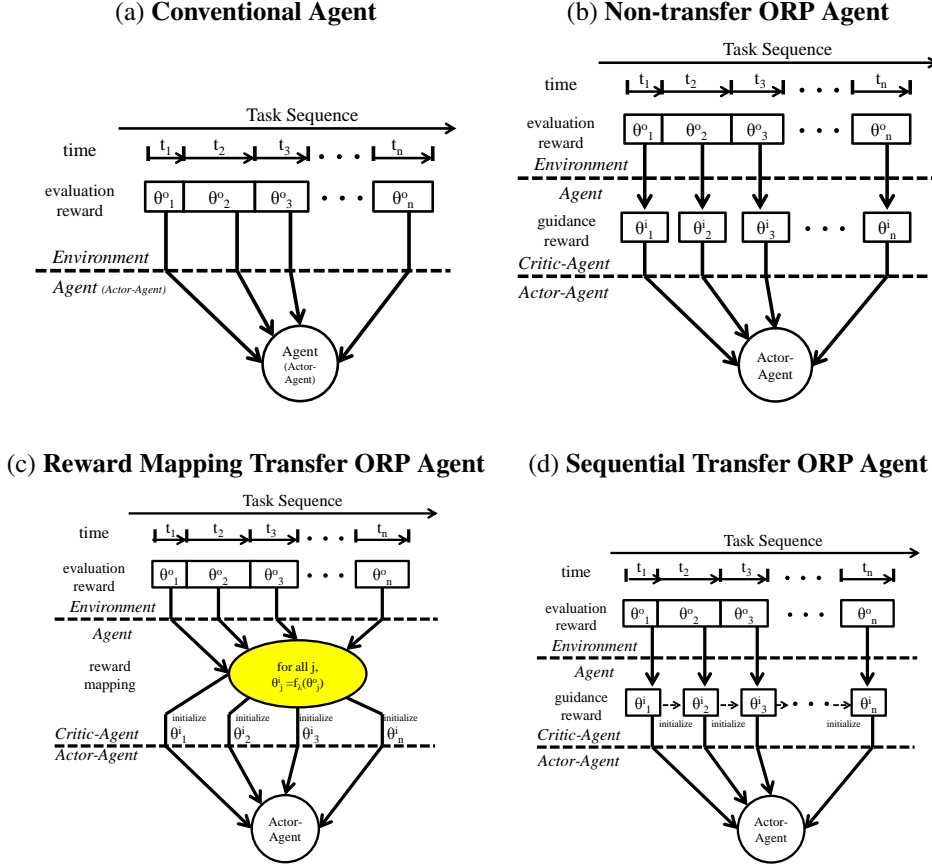 (a) Conventional Agent
Task Sequence
time
t₁ t₂ t₃ • • • tₙ
evaluation
reward
θᵒ₁ θᵒ₂ θᵒ₃ • • • θᵒₙ
Environment
Agent (Actor-Agent)
Agent
(Actor-
Agent)
(b) Non-transfer ORP Agent
Task Sequence
time
t₁ t₂ t₃ • • • tₙ
evaluation
reward
θᵒ₁ θᵒ₂ θᵒ₃ • • • θᵒₙ
Environment
Agent
guidance
reward
θⁱ₁ θⁱ₂ θⁱ₃ • • • θⁱₙ
Critic-Agent
Actor-Agent
Actor-
Agent
(c) Reward Mapping Transfer ORP Agent
Task Sequence
time
t₁ t₂ t₃ • • • tₙ
evaluation
reward
θᵒ₁ θᵒ₂ θᵒ₃ • • • θᵒₙ
Environment
Agent
reward
mapping
for all j,
θⁱⱼ =f_λ(θᵒⱼ)
initialize initialize initialize initialize
θⁱ₁ θⁱ₂ θⁱ₃ θⁱₙ
Critic-Agent
Actor-Agent
Actor-
Agent
(d) Sequential Transfer ORP Agent
Task Sequence
time
t₁ t₂ t₃ • • • tₙ
evaluation
reward
θᵒ₁ θᵒ₂ θᵒ₃ • • • θᵒₙ
Environment
Agent
guidance
reward
θⁱ₁ θⁱ₂ θⁱ₃ • • • θⁱₙ
initialize initialize initialize
Critic-Agent
Actor-Agent
Actor-
Agent